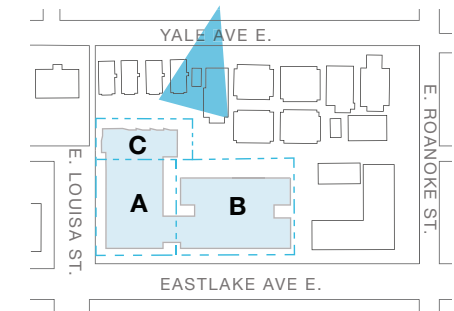 YALE AVE E.
C
A
B
E. LOUISA ST.
E. ROANOKE ST.
EASTLAKE AVE E.